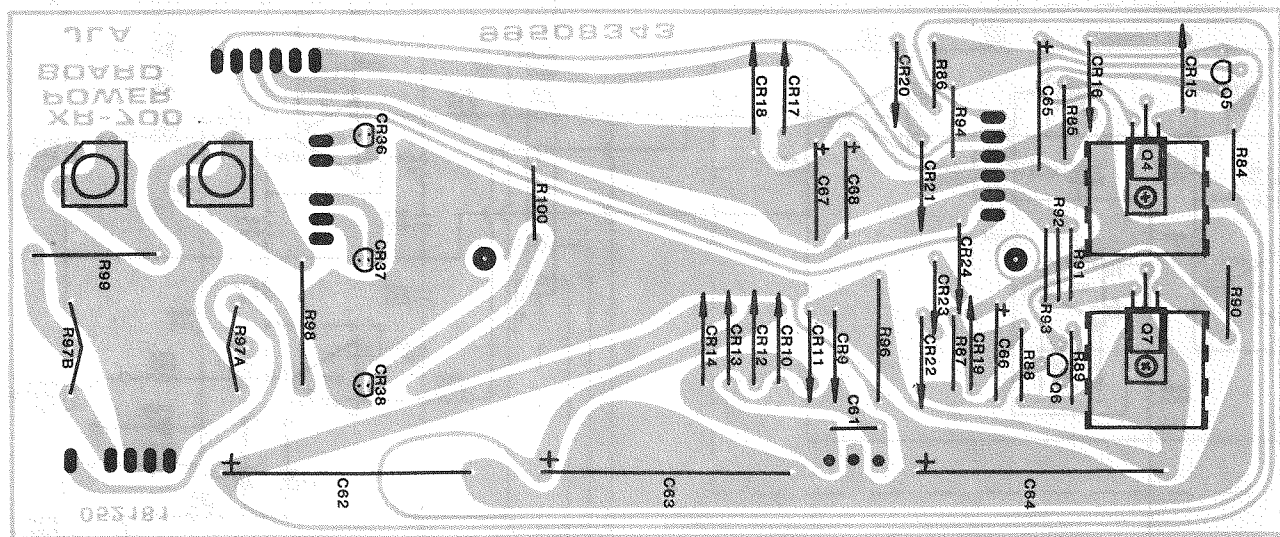 JLA
99508343
BOARD
POWER
XR-700
CR36
CR37
CR38
R99
R97B
R97A
R98
R100
CR18
CR17
C67
C68
CR20
R86
R94
CR21
C65
R85
CR16
CR15
Q5
Q4
R84
CR24
CR23
R92
R91
R93
R90
Q7
CR14
CR13
CR12
CR10
CR11
CR9
R96
CR22
R87
CR19
C66
R88
Q6
R89
C61
C62
C63
C64
052181